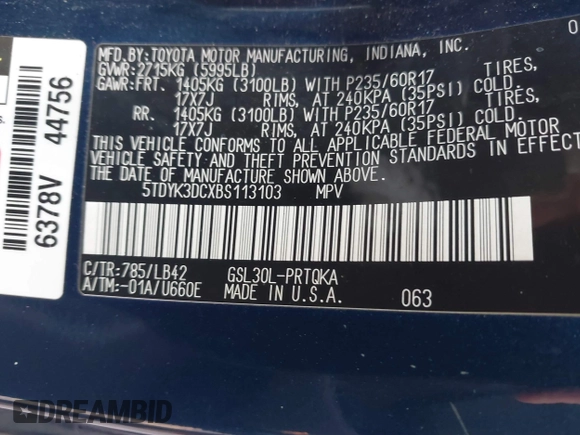 MFD.BY:TOYOTA MOTOR MANUFACTURING, INDIANA, INC.
GVWR:2715KG (5995LB)
GAWR:FRT. 1405KG (3100LB) WITH P235/60R17 TIRES,
17X7J RIMS, AT 240KPA (35PSI) COLD.
RR. 1405KG (3100LB) WITH P235/60R17 TIRES,
17X7J RIMS, AT 240KPA (35PSI) COLD.
THIS VEHICLE CONFORMS TO ALL APPLICABLE FEDERAL MOTOR
VEHICLE SAFETY AND THEFT PREVENTION STANDARDS IN EFFECT
THE DATE OF MANUFACTURE SHOWN ABOVE.
5TDYK3DCXBS113103 MPV
C/TR:785/LB42 GSL30L-PRTQKA
A/TM:-01A/U660E MADE IN U.S.A. 063
6378V 44756
DREAMBID